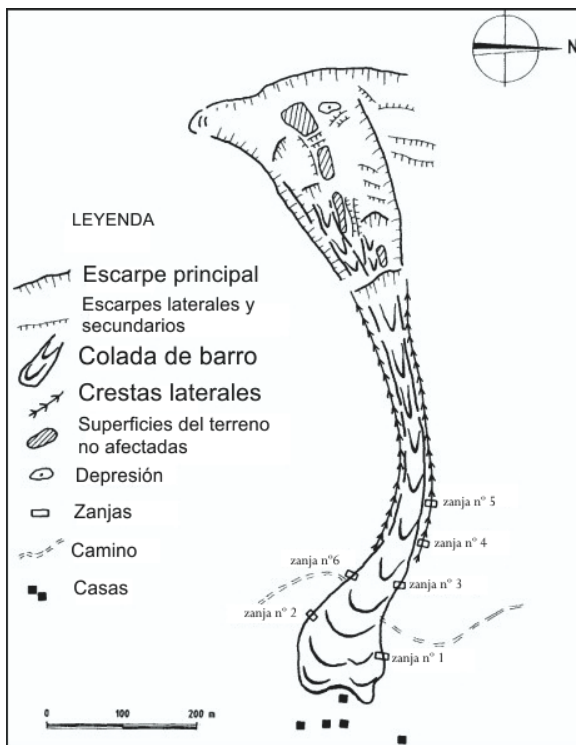 N
LEYENDA
Escarpe principal
Escarpes laterales y
secundarios
Colada de barro
Crestas laterales
Superficies del terreno
no afectadas
Depresión
Zanjas
Camino
Casas
zanja nº 5
zanja nº 4
zanja nº6
zanja nº 3
zanja nº 2
zanja nº 1
0 100 200 m